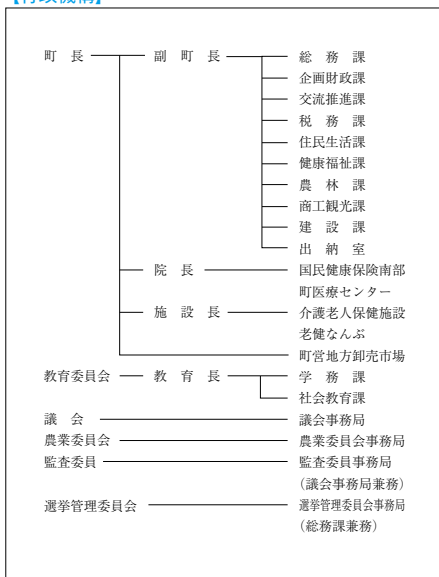 【行政機構】
町 長 副 町 長 総 務 課
企画財政課
交流推進課
税 務 課
住民生活課
健康福祉課
農 林 課
商工観光課
建 設 課
出 納 室
院 長 国民健康保険南部
町医療センター
施 設 長 介護老人保健施設
老健なんぶ
町営地方卸売市場
教育委員会 教 育 長 学 務 課
社会教育課
議 会 議会事務局
農業委員会 農業委員会事務局
監査委員 監査委員事務局
(議会事務局兼務)
選挙管理委員会 選挙管理委員会事務局
(総務課兼務)